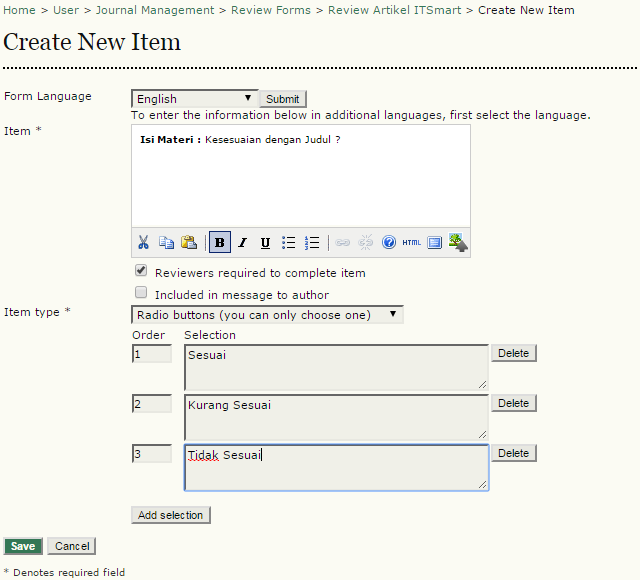 Home > User > Journal Management > Review Forms > Review Artikel ITSmart > Create New Item
Create New Item
Form Language
English
Submit
To enter the information below in additional languages, first select the language.
Item *
Isi Materi : Kesesuaian dengan Judul ?
B I U HTML
Reviewers required to complete item
Included in message to author
Item type *
Radio buttons (you can only choose one)
Order Selection
1 Sesuai Delete
2 Kurang Sesuai Delete
3 Tidak Sesuai Delete
Add selection
Save Cancel
* Denotes required field